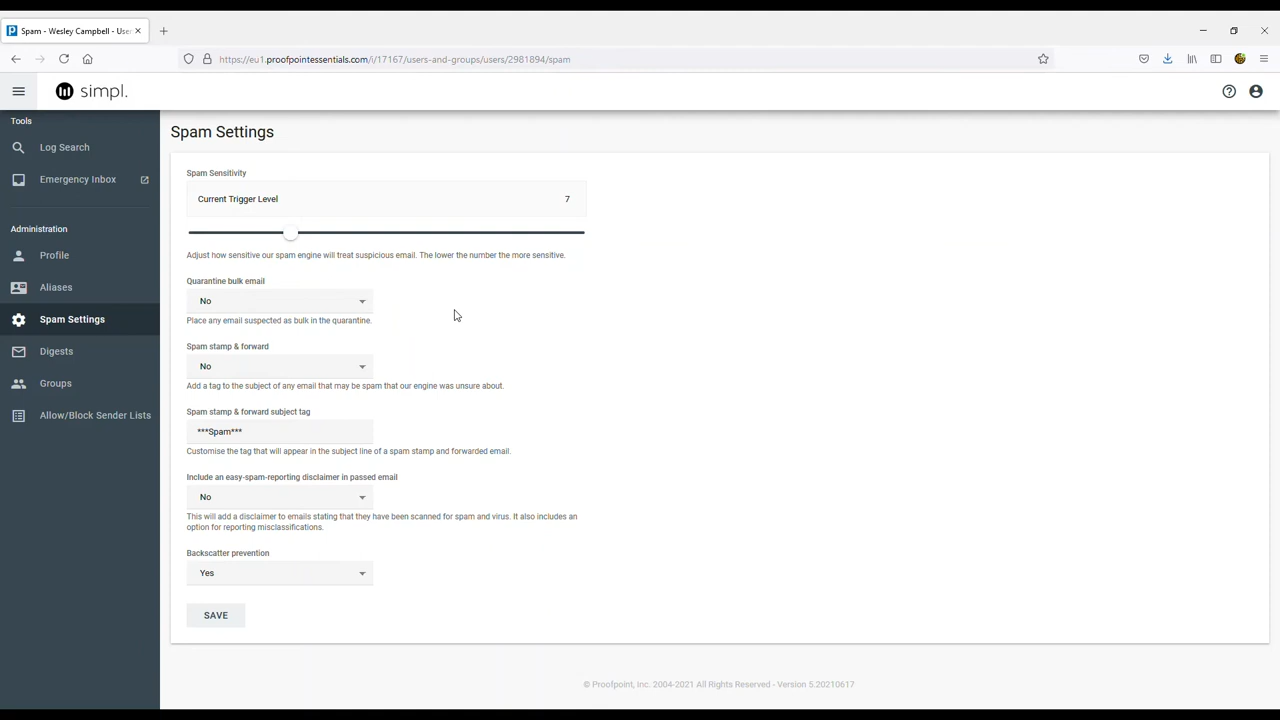 Spam - Wesley Campbell - Use
https://eu1.proofpointessentials.com/i/17167/users-and-groups/users/2981894/spam
simpl.
Tools
Log Search
Emergency Inbox
Administration
Profile
Aliases
Spam Settings
Digests
Groups
Allow/Block Sender Lists
Spam Settings
Spam Sensitivity
Current Trigger Level 7
Adjust how sensitive our spam engine will treat suspicious email. The lower the number the more sensitive.
Quarantine bulk email
No
Place any email suspected as bulk in the quarantine.
Spam stamp & forward
No
Add a tag to the subject of any email that may be spam that our engine was unsure about.
Spam stamp & forward subject tag
***Spam***
Customise the tag that will appear in the subject line of a spam stamp and forwarded email.
Include an easy-spam-reporting disclaimer in passed email
No
This will add a disclaimer to emails stating that they have been scanned for spam and virus. It also includes an
option for reporting misclassifications.
Backscatter prevention
Yes
SAVE
© Proofpoint, Inc. 2004-2021 All Rights Reserved - Version 5.20210617